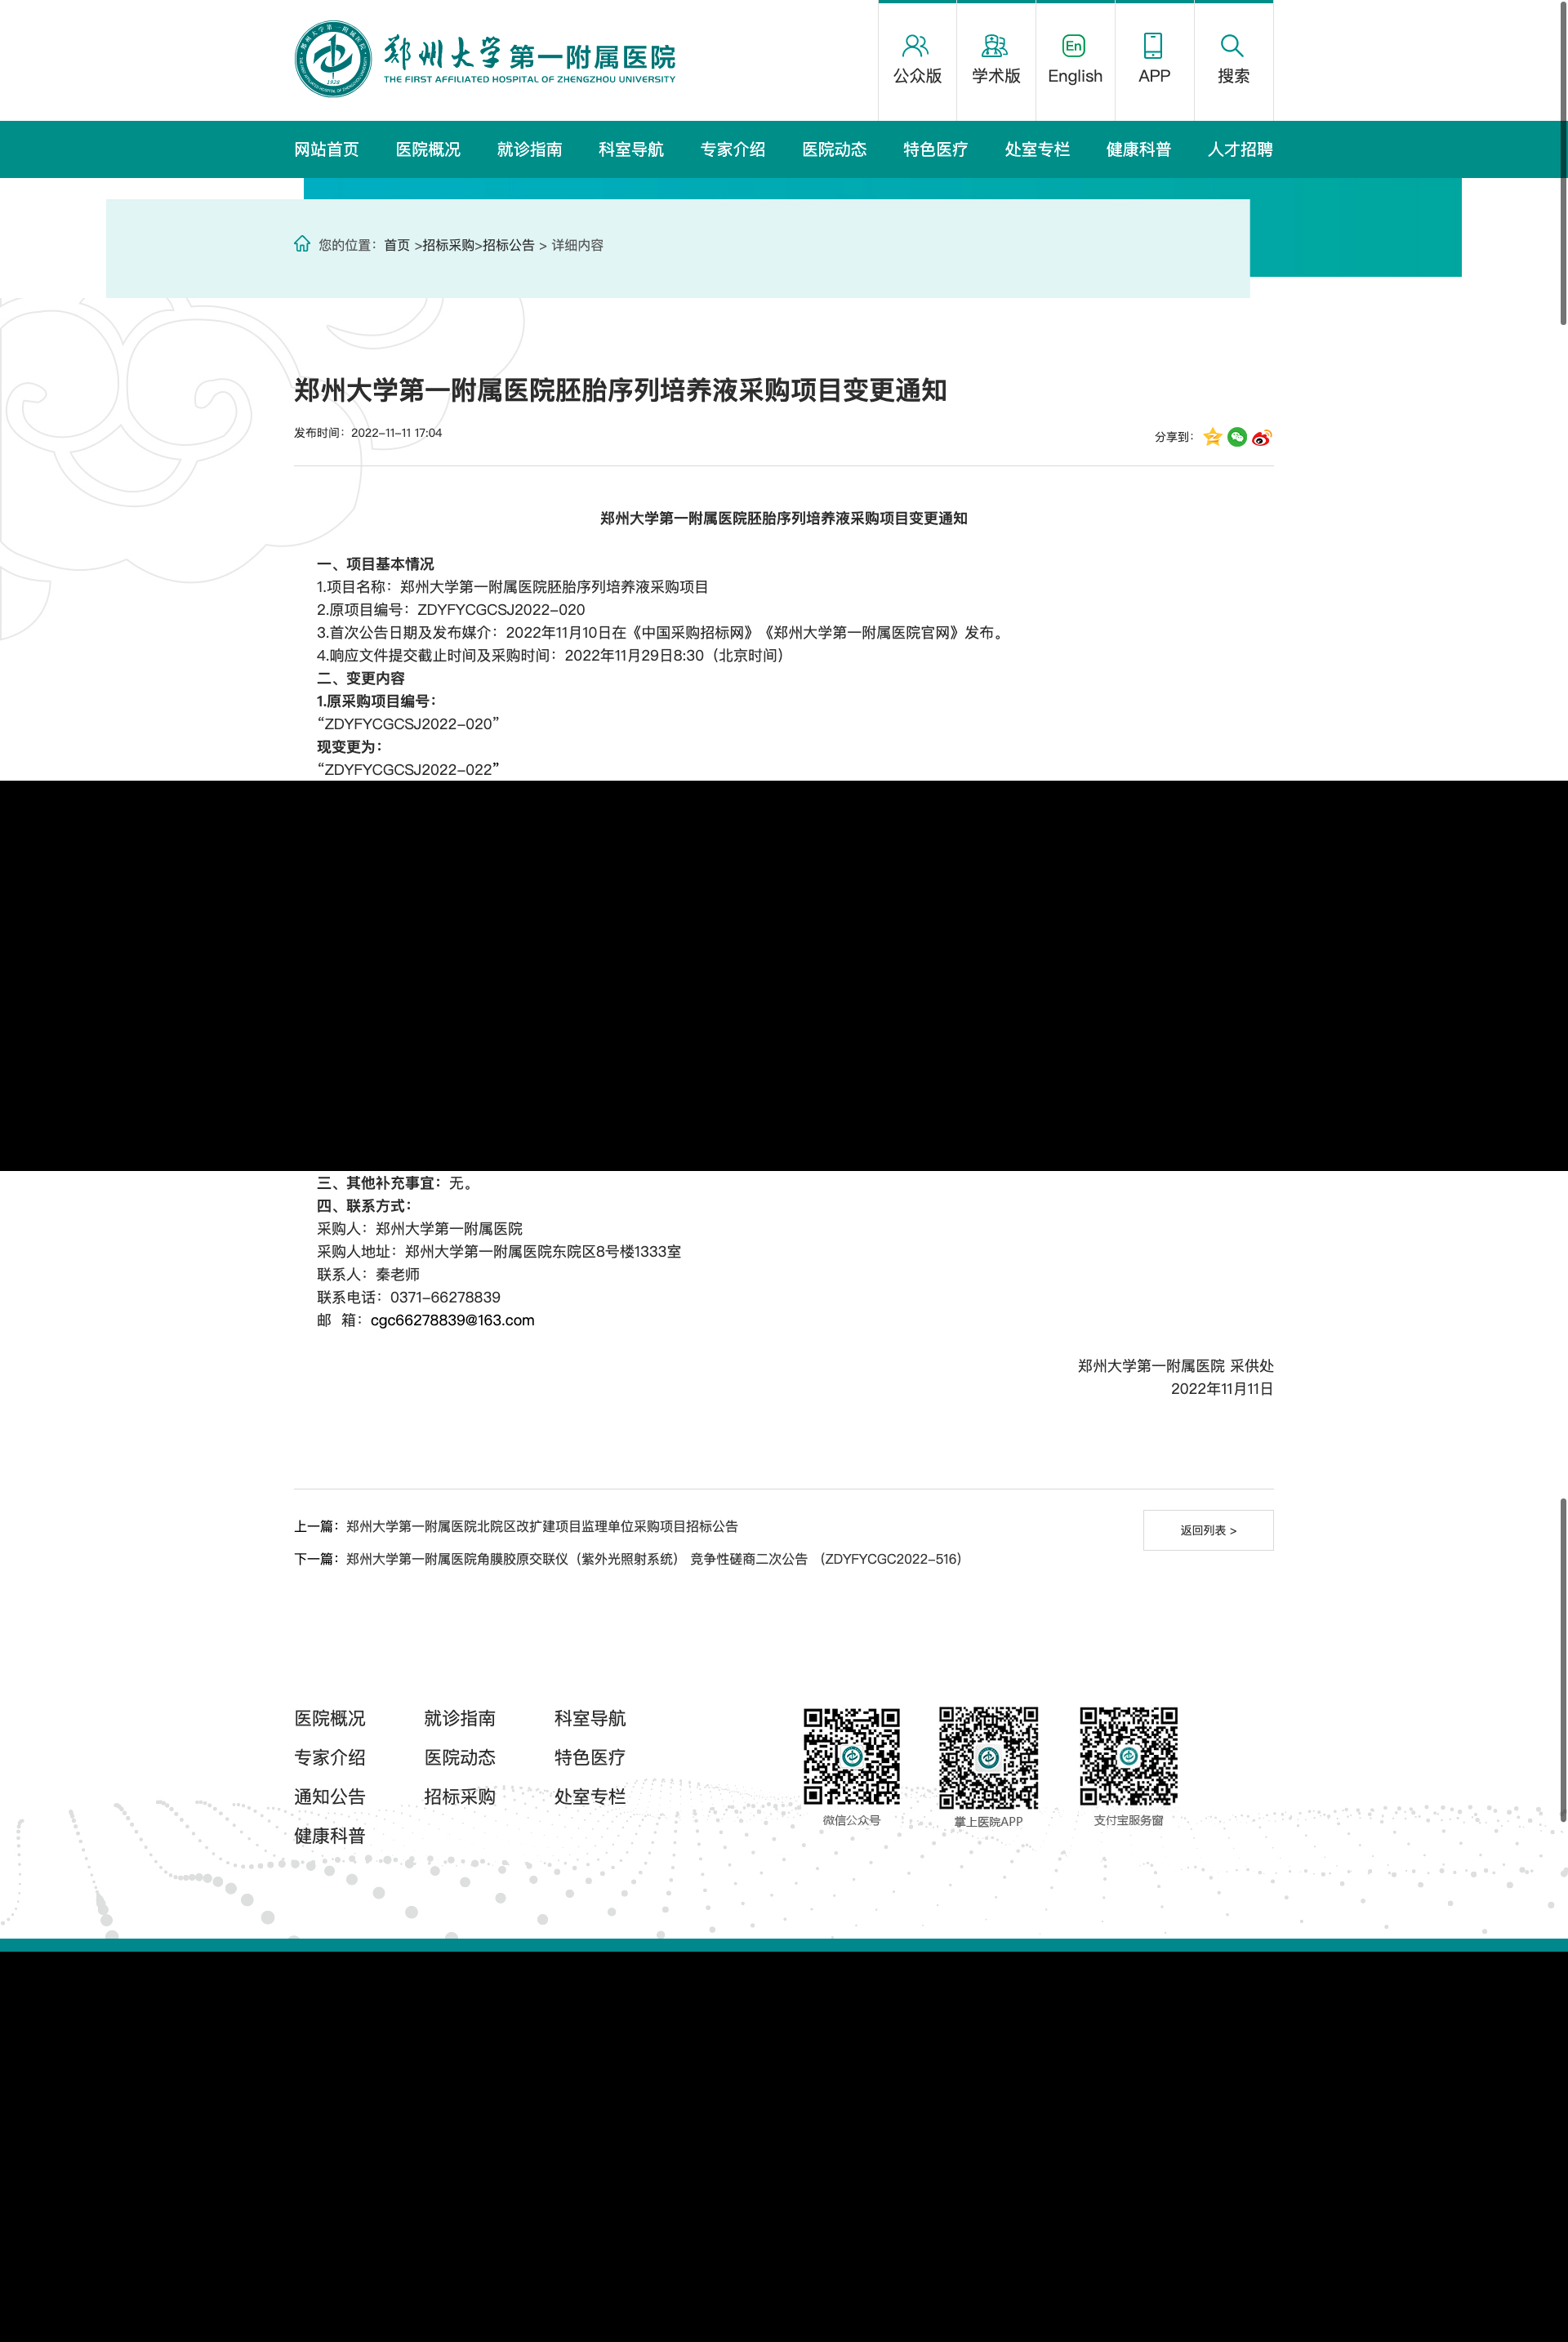 郑州大学第一附属医院
THE FIRST AFFILIATED HOSPITAL OF ZHENGZHOU UNIVERSITY
公众版 学术版 English APP 搜索
网站首页 医院概况 就诊指南 科室导航 专家介绍 医院动态 特色医疗 处室专栏 健康科普 人才招聘
您的位置：首页 >招标采购>招标公告 > 详细内容
郑州大学第一附属医院胚胎序列培养液采购项目变更通知
发布时间：2022-11-11 17:04
分享到：
郑州大学第一附属医院胚胎序列培养液采购项目变更通知
一、项目基本情况
1.项目名称：郑州大学第一附属医院胚胎序列培养液采购项目
2.原项目编号：ZDYFYCGCSJ2022-020
3.首次公告日期及发布媒介：2022年11月10日在《中国采购招标网》《郑州大学第一附属医院官网》发布。
4.响应文件提交截止时间及采购时间：2022年11月29日8:30（北京时间）
二、变更内容
1.原采购项目编号：
“ZDYFYCGCSJ2022-020”
现变更为：
“ZDYFYCGCSJ2022-022”
三、其他补充事宜：无。
四、联系方式：
采购人：郑州大学第一附属医院
采购人地址：郑州大学第一附属医院东院区8号楼1333室
联系人：秦老师
联系电话：0371-66278839
邮 箱：cgc66278839@163.com
郑州大学第一附属医院 采供处
2022年11月11日
上一篇：郑州大学第一附属医院北院区改扩建项目监理单位采购项目招标公告
返回列表 >
下一篇：郑州大学第一附属医院角膜胶原交联仪（紫外光照射系统） 竞争性磋商二次公告 （ZDYFYCGC2022-516）
医院概况 就诊指南 科室导航
专家介绍 医院动态 特色医疗
通知公告 招标采购 处室专栏
健康科普
微信公众号 掌上医院APP 支付宝服务窗